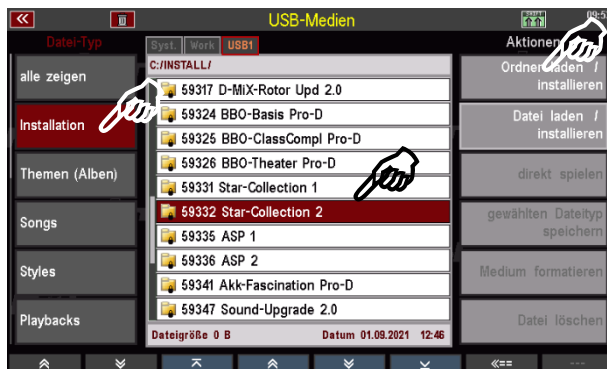 USB-Medien
09:5
Datei-Typ
Syst. Work USB1
Aktionen
alle zeigen
Installation
Themen (Alben)
Songs
Styles
Playbacks
C:/INSTALL/
59317 D-MiX-Rotor Upd 2.0
59324 BBO-Basis Pro-D
59325 BBO-ClassCompl Pro-D
59326 BBO-Theater Pro-D
59331 Star-Collection 1
59332 Star-Collection 2
59335 ASP 1
59336 ASP 2
59341 Akk-Fascination Pro-D
59347 Sound-Upgrade 2.0
Dateigröße 0 B Datum 01.09.2021 12:46
Ordner laden /
installieren
Datei laden /
installieren
direkt spielen
gewählten Dateityp
speichern
Medium formatieren
Datei löschen
«== ---